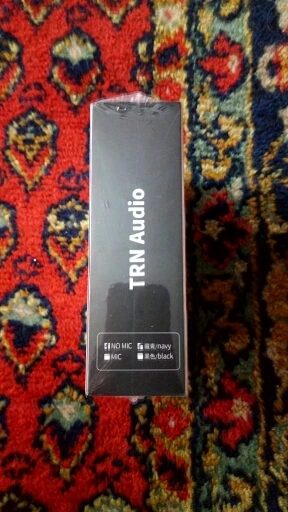 TRN Audio
NO MIC 藏青/navy
MIC 黑色/black